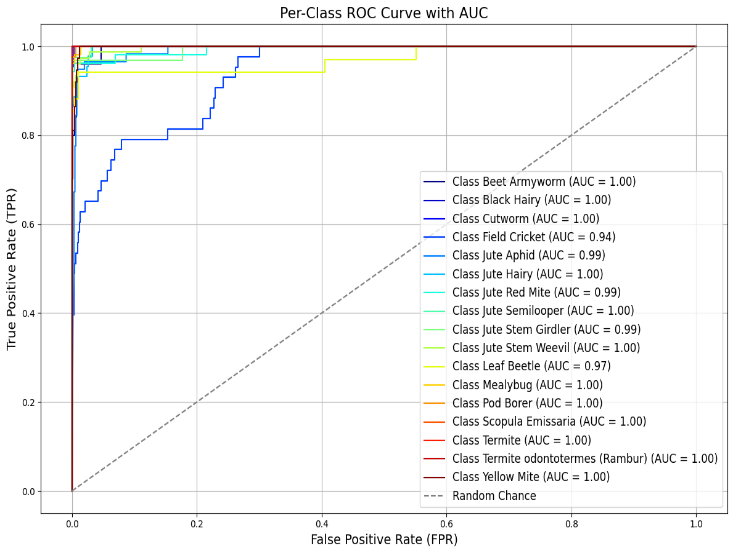 Per-Class ROC Curve with AUC
True Positive Rate (TPR)
1.0
0.8
0.6
0.4
0.2
0.0
Class Beet Armyworm (AUC = 1.00)
Class Black Hairy (AUC = 1.00)
Class Cutworm (AUC = 1.00)
Class Field Cricket (AUC = 0.94)
Class Jute Aphid (AUC = 0.99)
Class Jute Hairy (AUC = 1.00)
Class Jute Red Mite (AUC = 0.99)
Class Jute Semilooper (AUC = 1.00)
Class Jute Stem Girdler (AUC = 0.99)
Class Jute Stem Weevil (AUC = 1.00)
Class Leaf Beetle (AUC = 0.97)
Class Mealybug (AUC = 1.00)
Class Pod Borer (AUC = 1.00)
Class Scopula Emissaria (AUC = 1.00)
Class Termite (AUC = 1.00)
Class Termite odontotermes (Rambur) (AUC = 1.00)
Class Yellow Mite (AUC = 1.00)
Random Chance
0.0 0.2 0.4 0.6 0.8 1.0
False Positive Rate (FPR)